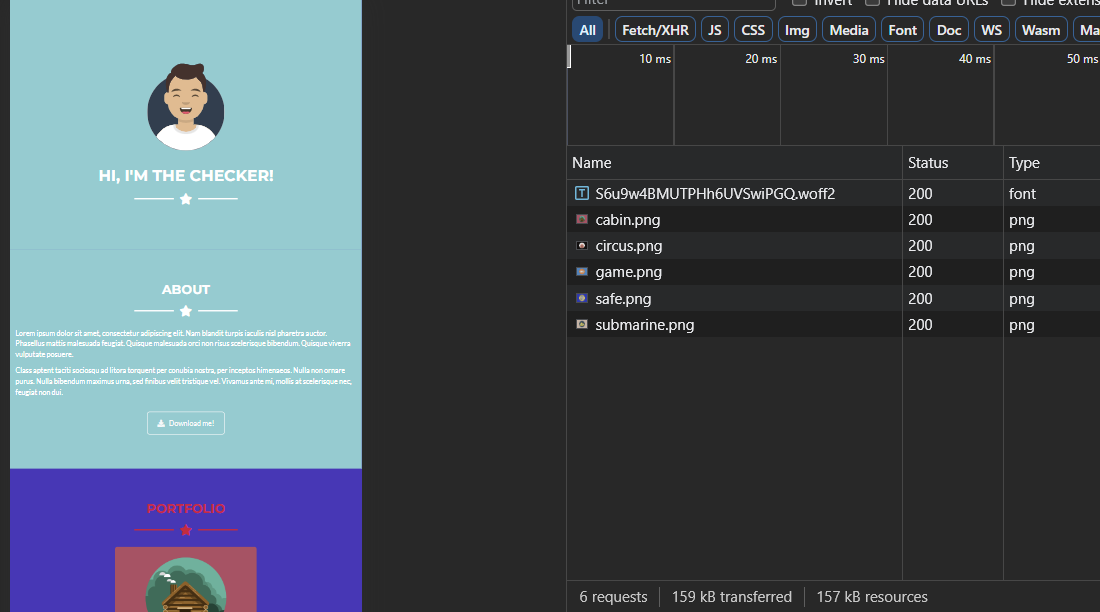 HI, I'M THE CHECKER!
ABOUT
Lorem ipsum dolor sit amet, consectetur adipiscing elit. Nam blandit turpis iaculis nisl pharetra auctor.
Phasellus mattis malesuada feugiat. Quisque malesuada orci non risus scelerisque bibendum. Quisque viverra
vulputate posuere.
Class aptent taciti sociosqu ad litora torquent per conubia nostra, per inceptos himenaeos. Nulla non ornare
purus. Nulla bibendum maximus urna, sed finibus velit tristique vel. Vivamus ante mi, mollis at scelerisque nec,
feugiat non dui.
Download me!
PORTFOLIO
Filter Invert Hide data URLs Hide extens
All Fetch/XHR JS CSS Img Media Font Doc WS Wasm Ma
10 ms 20 ms 30 ms 40 ms 50 ms
Name Status Type
S6u9w4BMUTPHh6UVSwiPGQ.woff2 200 font
cabin.png 200 png
circus.png 200 png
game.png 200 png
safe.png 200 png
submarine.png 200 png
6 requests 159 kB transferred 157 kB resources